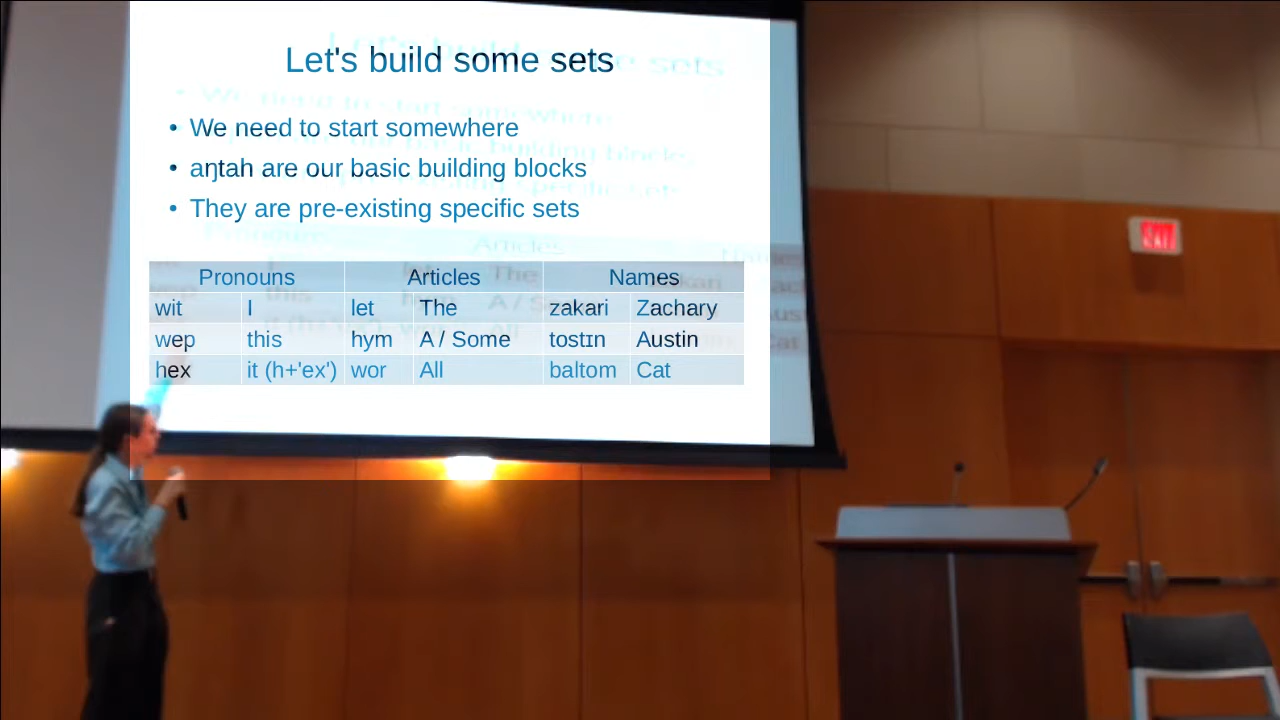 Let's build some sets
• We need to start somewhere
• aŋtah are our basic building blocks
• They are pre-existing specific sets
Pronouns Articles Names
wit I let The zakari Zachary
wep this hym A / Some tostɪn Austin
hex it (h+'ex') wor All baltom Cat
EXIT